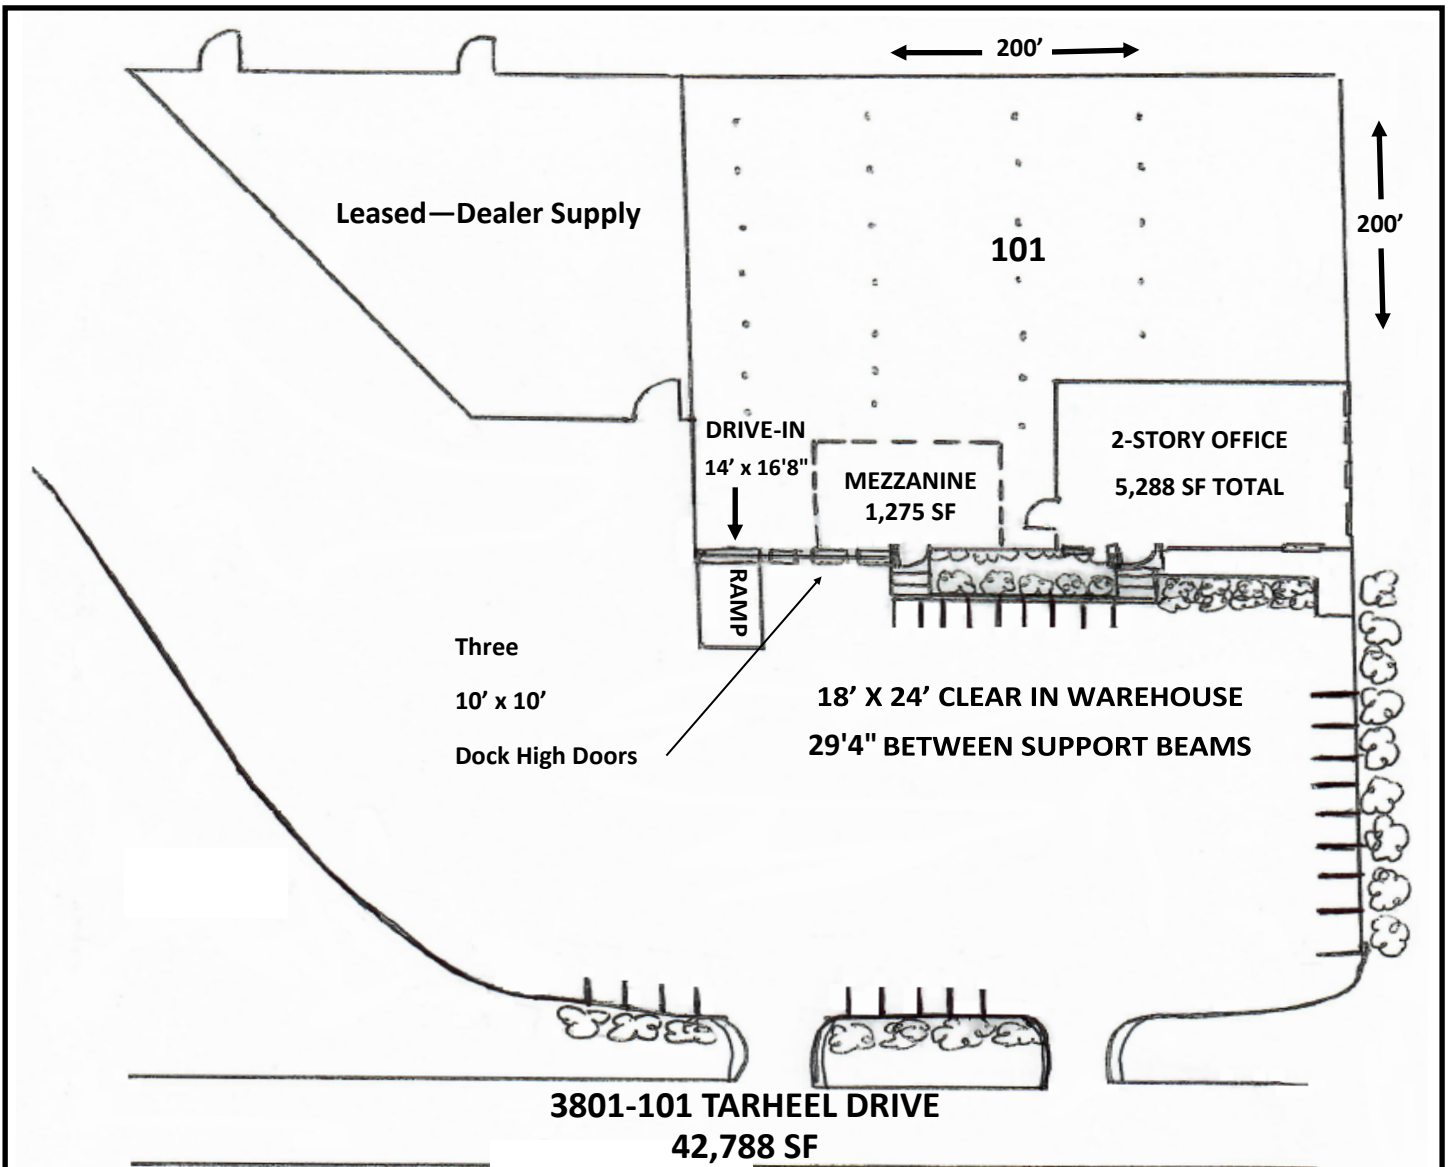 200’
Leased—Dealer Supply
200’
101
DRIVE-IN
14’ x 16'8"
MEZZANINE
1,275 SF
2-STORY OFFICE
5,288 SF TOTAL
RAMP
Three
10’ x 10’
Dock High Doors
18’ X 24’ CLEAR IN WAREHOUSE
29'4" BETWEEN SUPPORT BEAMS
3801-101 TARHEEL DRIVE
42,788 SF